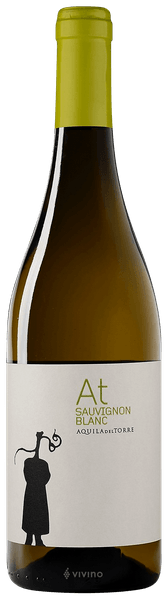 At
SAUVIGNON
BLANC
AQUILA DEL TORRE
VIVINO